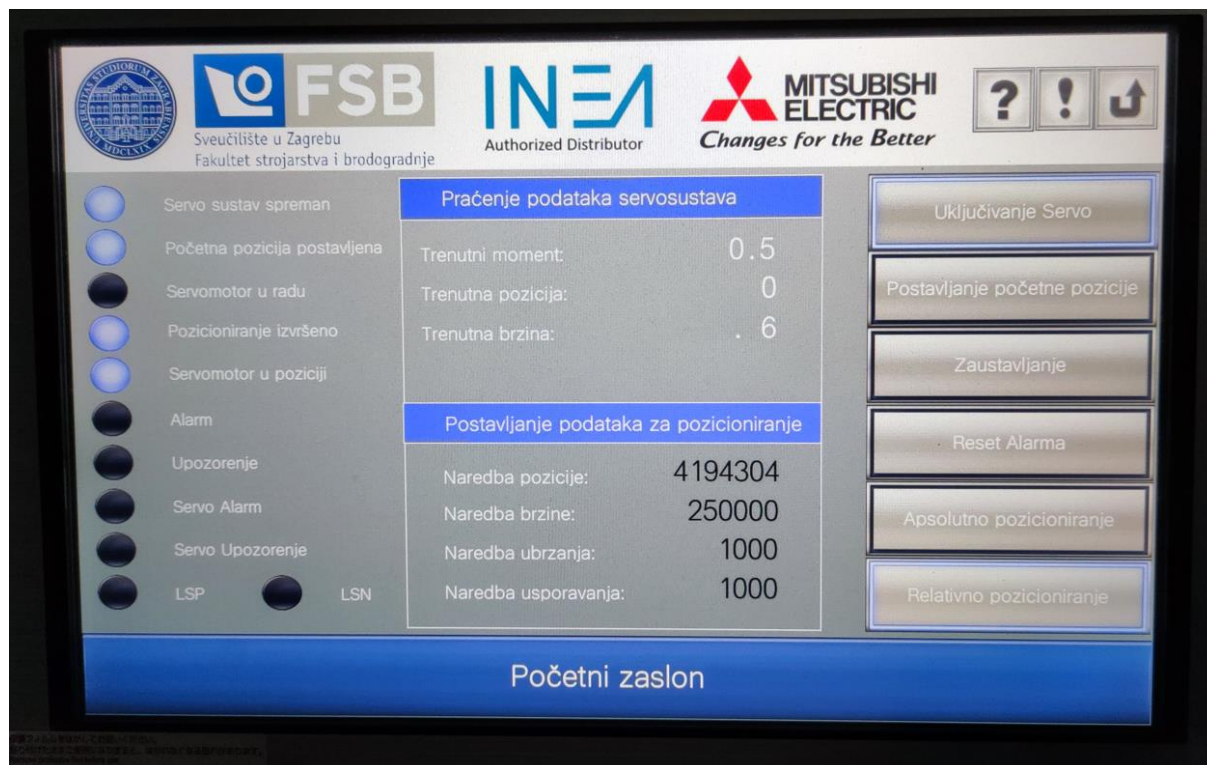 STUDIORUM
FSB
Sveučilište u Zagrebu
Fakultet strojarstva i brodogradnje
INEA
Authorized Distributor
MITSUBISHI
ELECTRIC
Changes for the Better
?
!
Servo sustav spreman
Početna pozicija postavljena
Servomotor u radu
Pozicioniranje izvršeno
Servomotor u poziciji
Alarm
Upozorenje
Servo Alarm
Servo Upozorenje
LSP LSN
Praćenje podataka servosustava
Trenutni moment: 0.5
Trenutna pozicija: 0
Trenutna brzina: . 6
Postavljanje podataka za pozicioniranje
Naredba pozicije: 4194304
Naredba brzine: 250000
Naredba ubrzanja: 1000
Naredba usporavanja: 1000
Uključivanje Servo
Postavljanje početne pozicije
Zaustavljanje
Reset Alarma
Apsolutno pozicioniranje
Relativno pozicioniranje
Početni zaslon